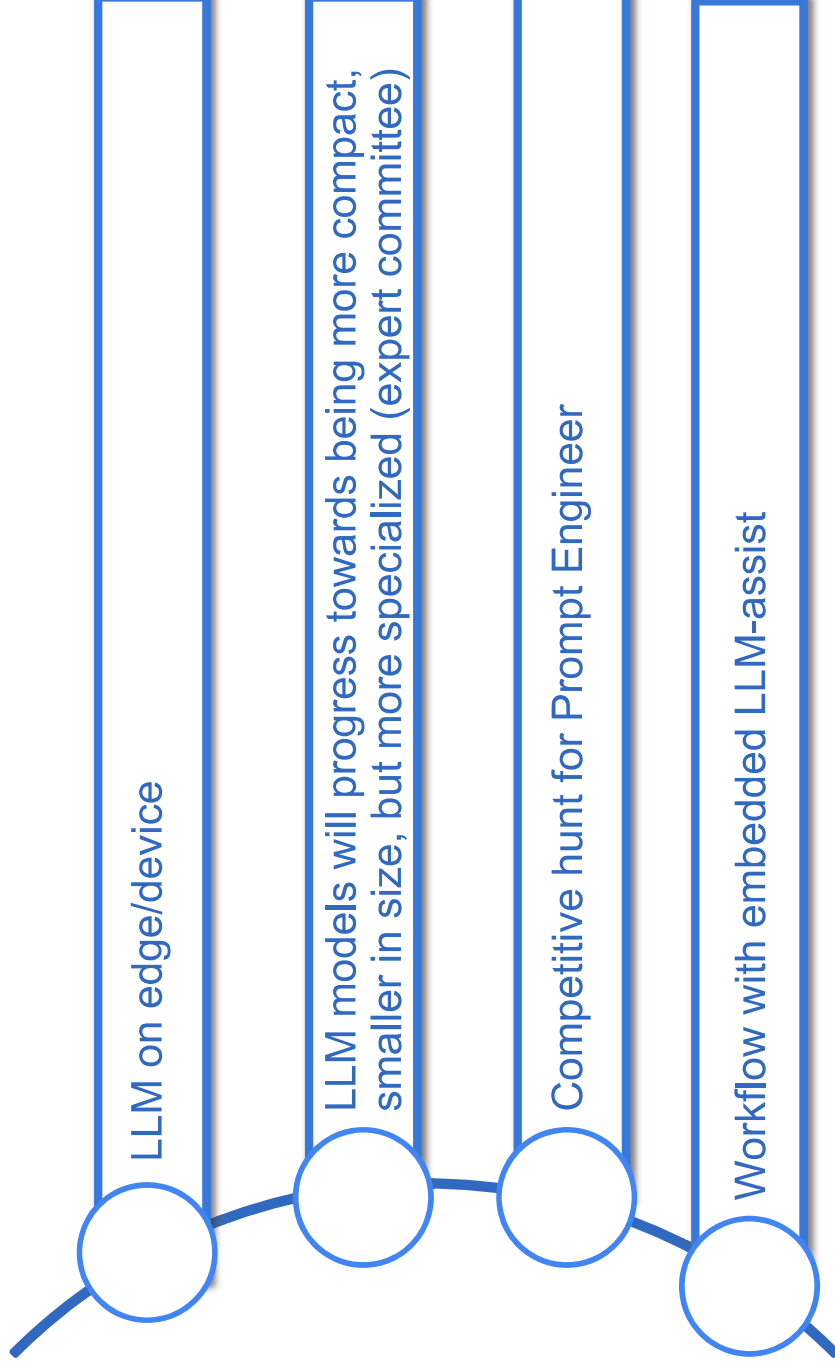 LLM on edge/device
LLM models will progress towards being more compact,
smaller in size, but more specialized (expert committee)
Competitive hunt for Prompt Engineer
Workflow with embedded LLM-assist